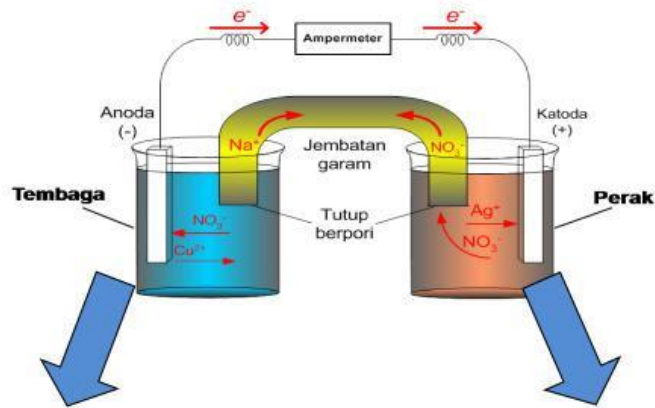 e⁻ e⁻
Ampermeter
Anoda
(-)
Katoda
(+)
Na⁺
Jembatan
garam
NO₃⁻
Tembaga
Perak
Tutup
berpori
NO₃⁻
Cu²⁺
Ag⁺
NO₃⁻